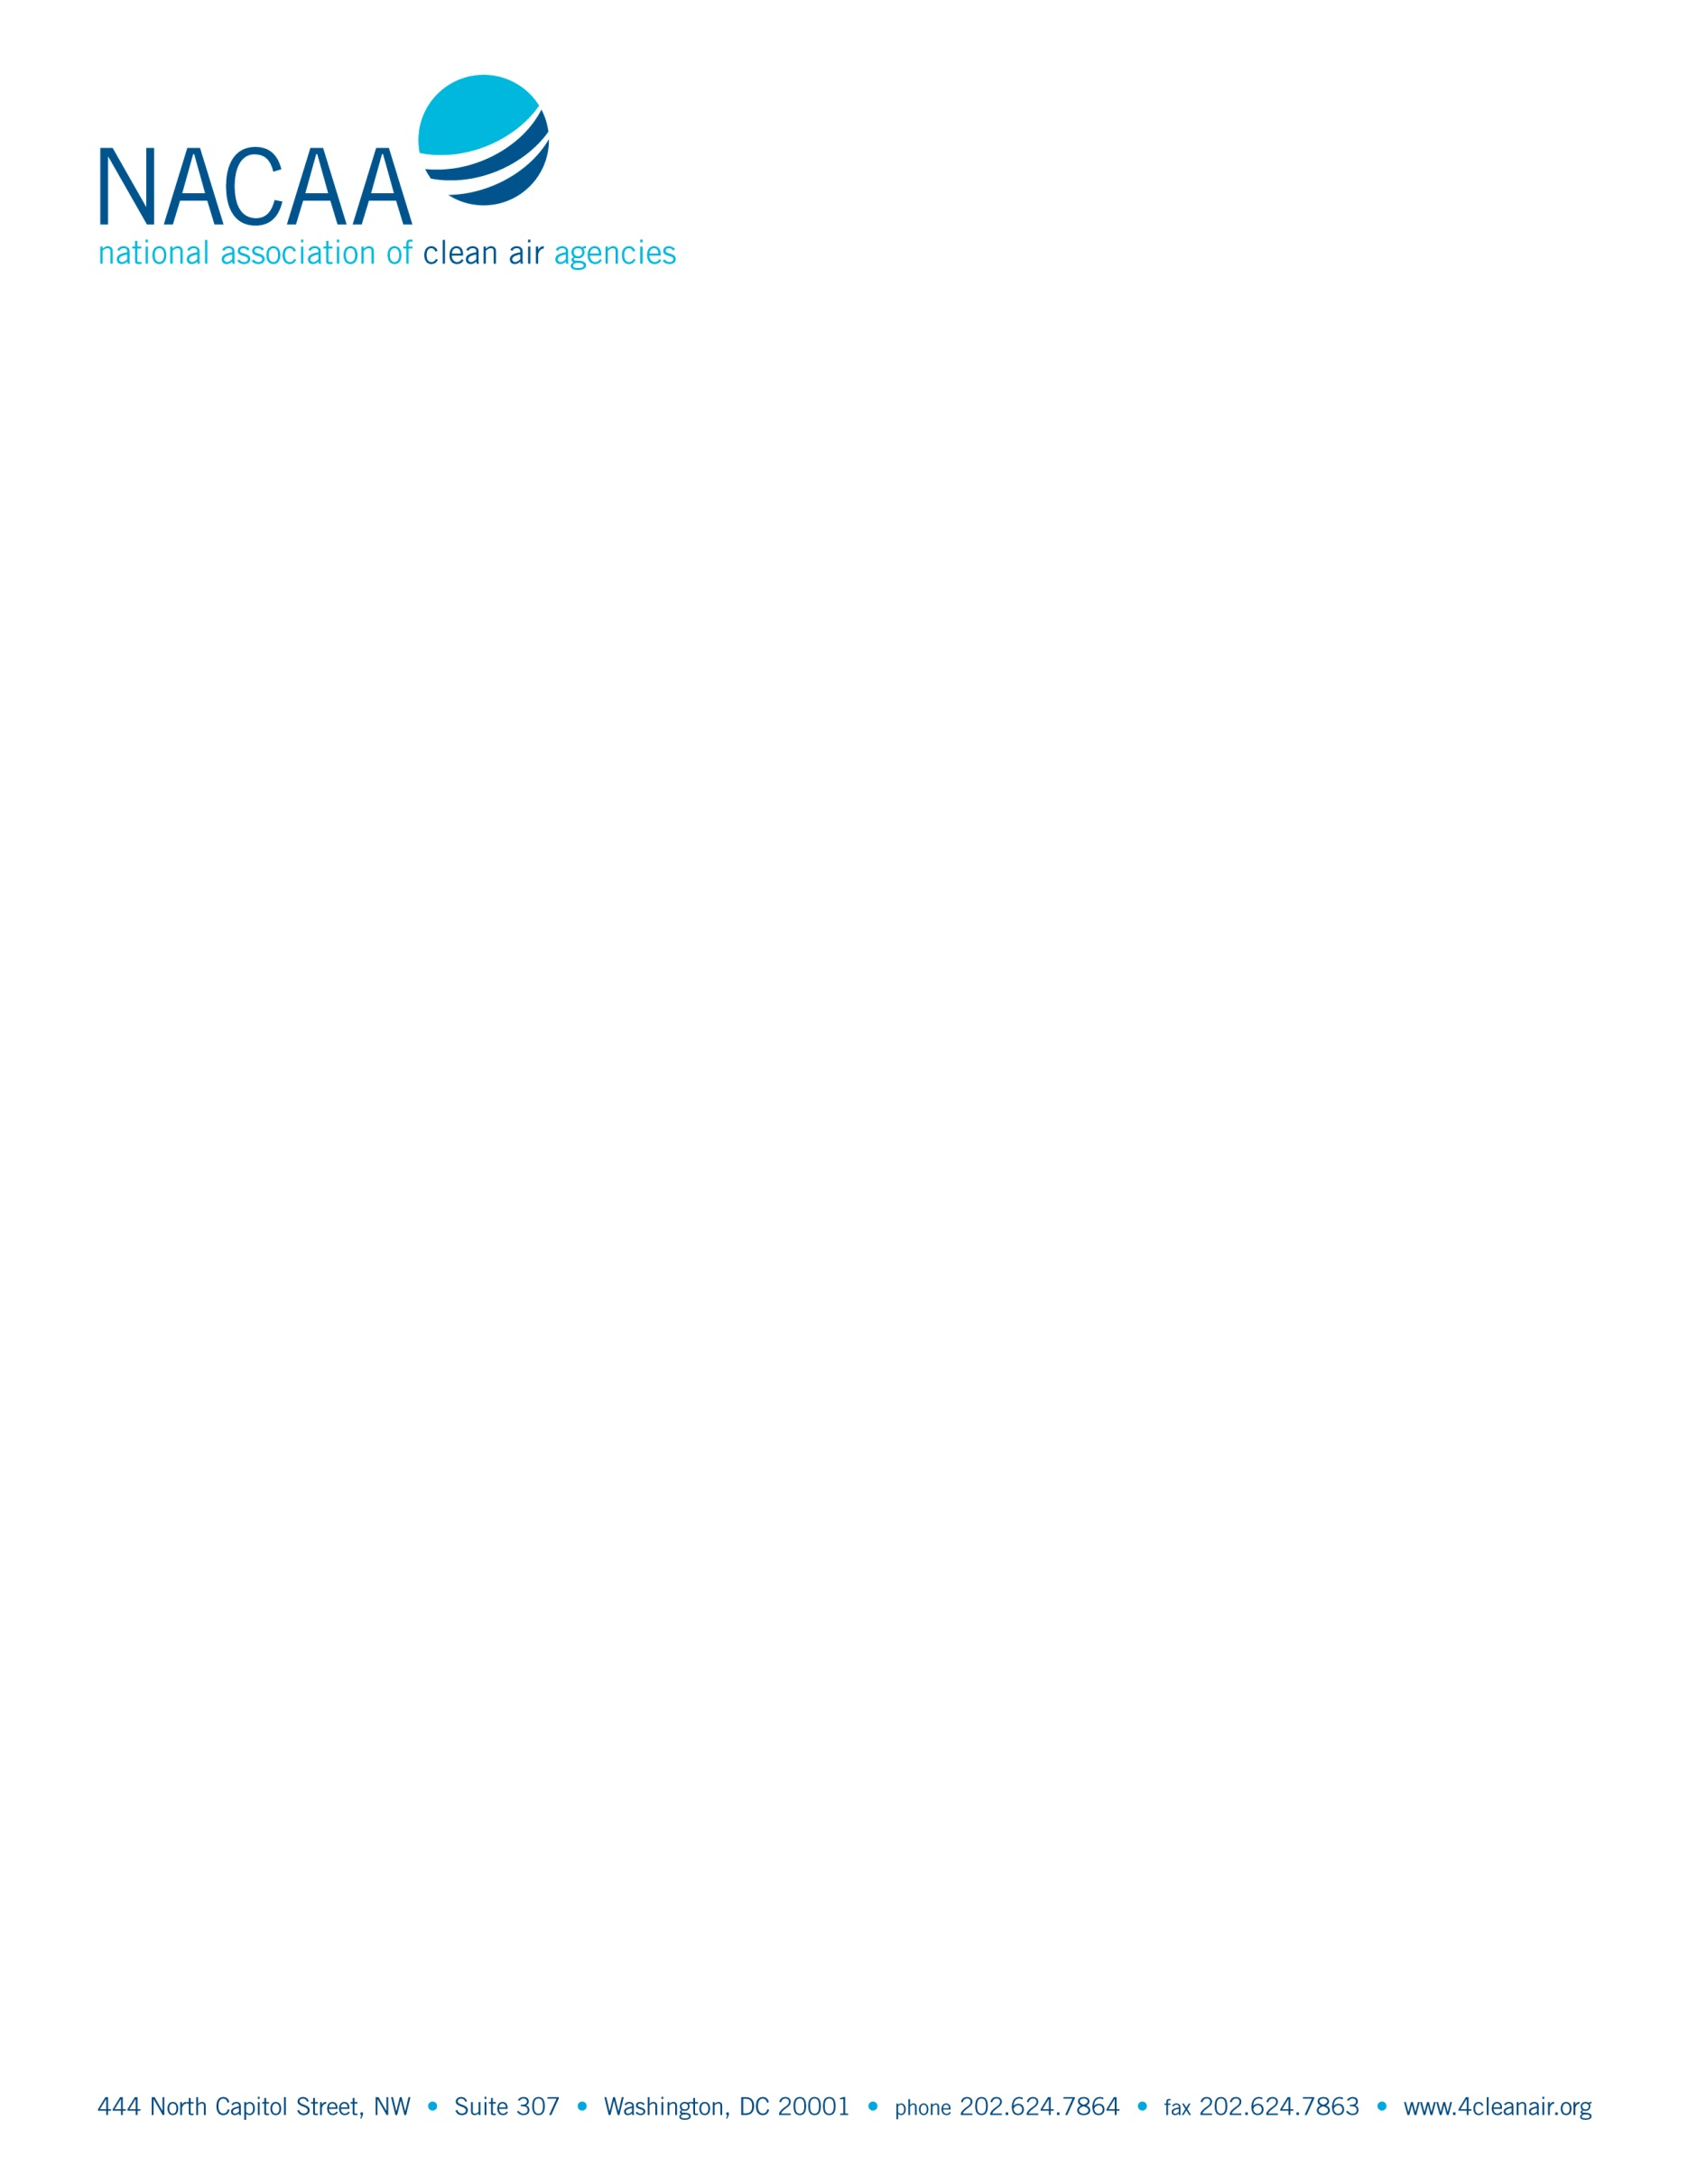 NACAA
national association of clean air agencies
444 North Capitol Street, NW • Suite 307 • Washington, DC 20001 • phone 202.624.7864 • fax 202.624.7863 • www.4cleanair.org